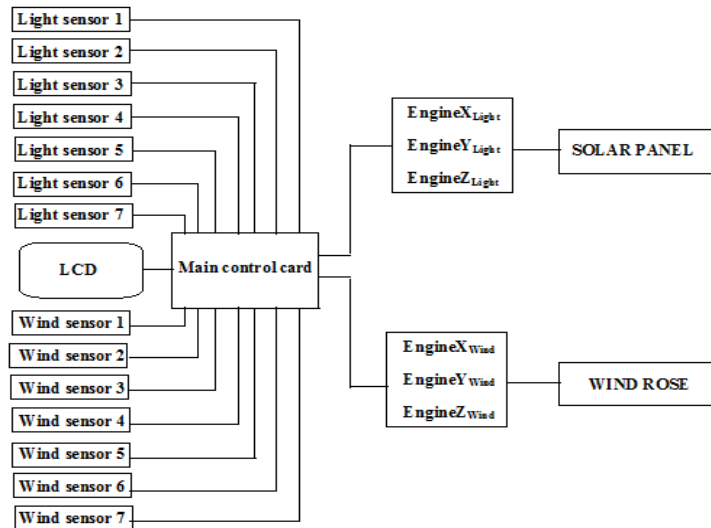 Light sensor 1
Light sensor 2
Light sensor 3
Light sensor 4
Light sensor 5
Light sensor 6
Light sensor 7
LCD
Main control card
Wind sensor 1
Wind sensor 2
Wind sensor 3
Wind sensor 4
Wind sensor 5
Wind sensor 6
Wind sensor 7
EngineXLight
EngineYLight
EngineZLight
SOLAR PANEL
EngineXWind
EngineYWind
EngineZWind
WIND ROSE